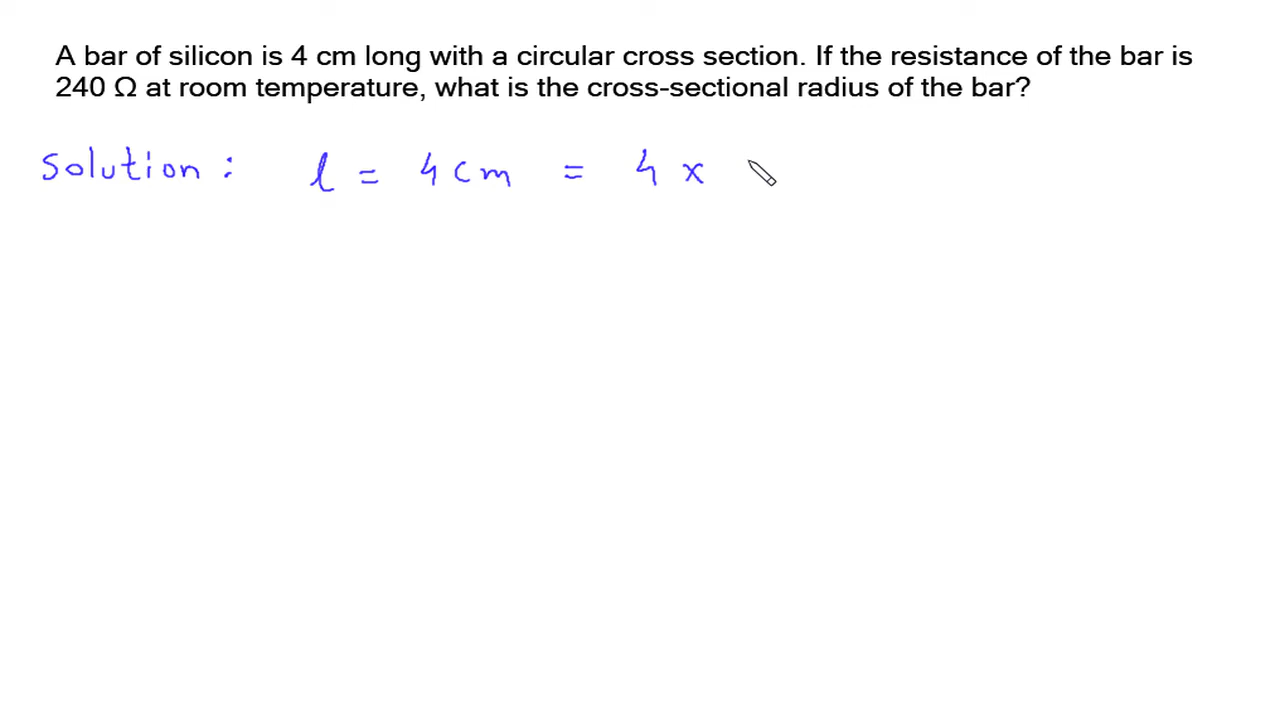 A bar of silicon is 4 cm long with a circular cross section. If the resistance of the bar is
240 Ω at room temperature, what is the cross-sectional radius of the bar?
Solution : l = 4 cm = 4 x